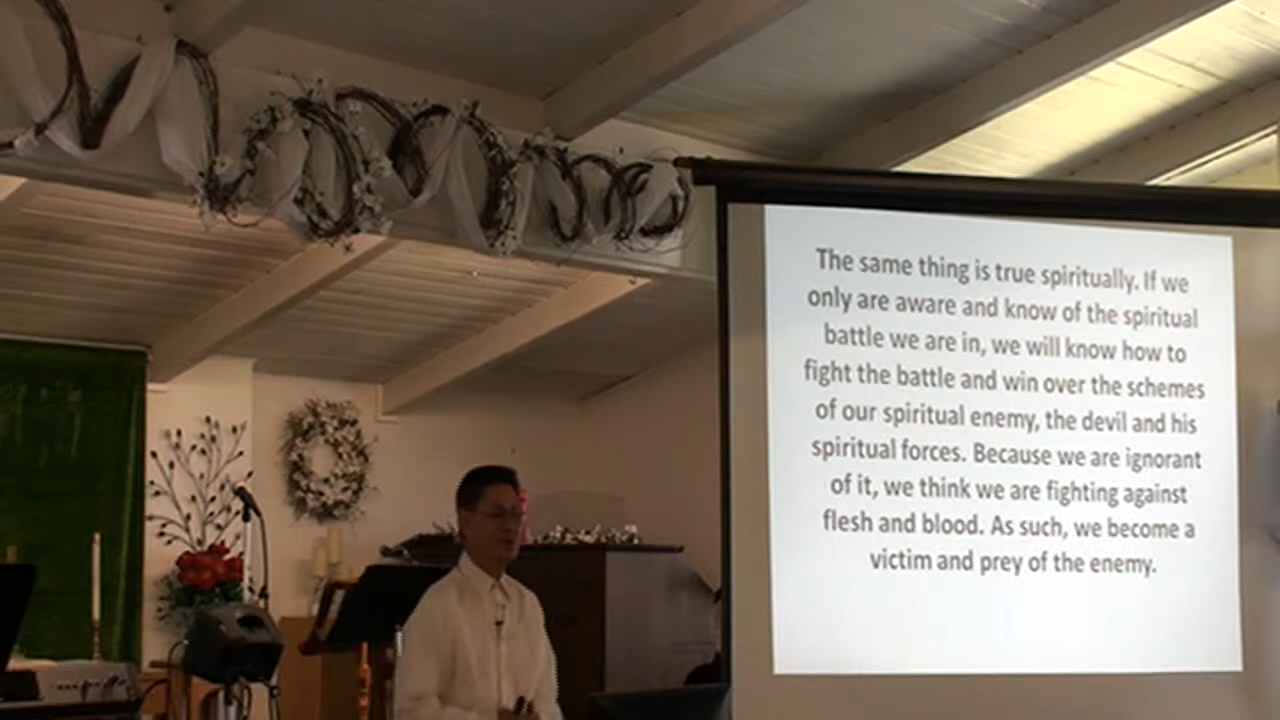 The same thing is true spiritually. If we
only are aware and know of the spiritual
battle we are in, we will know how to
fight the battle and win over the schemes
of our spiritual enemy, the devil and his
spiritual forces. Because we are ignorant
of it, we think we are fighting against
flesh and blood. As such, we become a
victim and prey of the enemy.